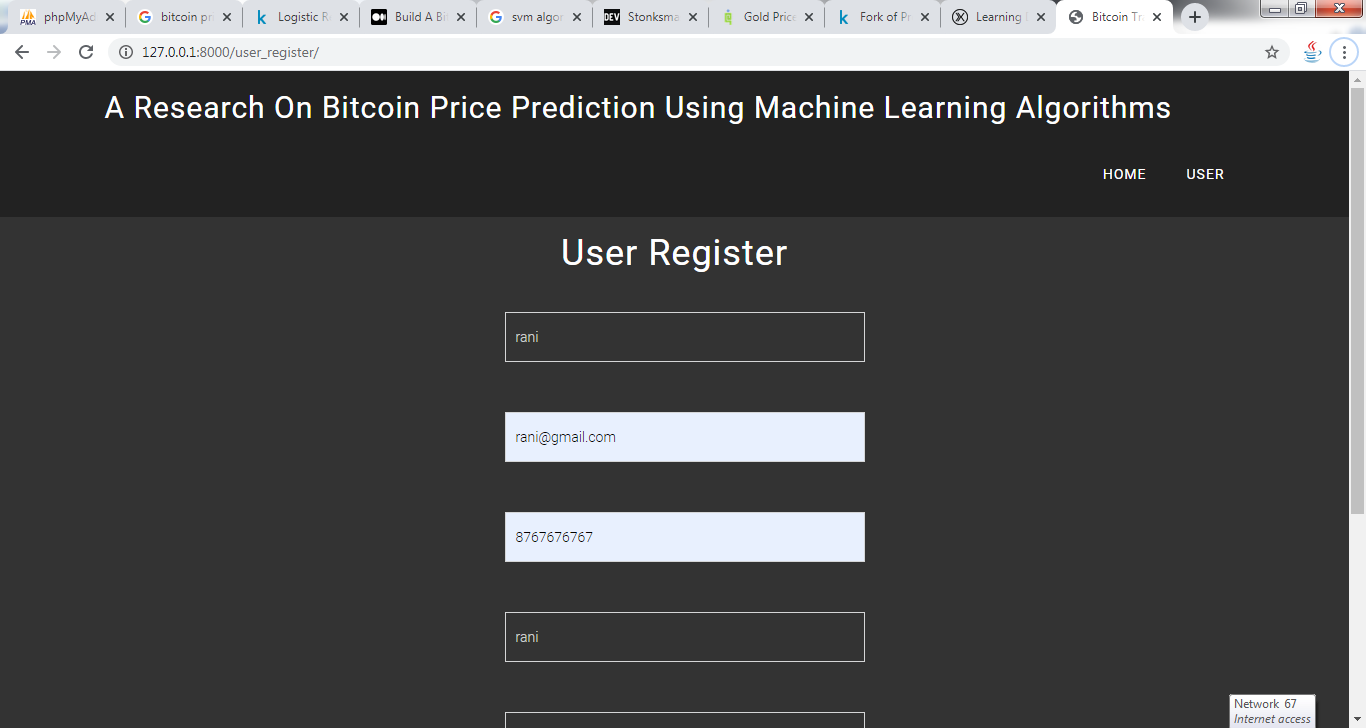 phpMyAd
bitcoin pr
Logistic R
Build A Bi
svm algor
DEV
Stonksma
Gold Price
Fork of Pr
Learning
Bitcoin Tr
127.0.0.1:8000/user_register/
A Research On Bitcoin Price Prediction Using Machine Learning Algorithms
HOME USER
User Register
rani
rani@gmail.com
8767676767
rani
Network 67
Internet access